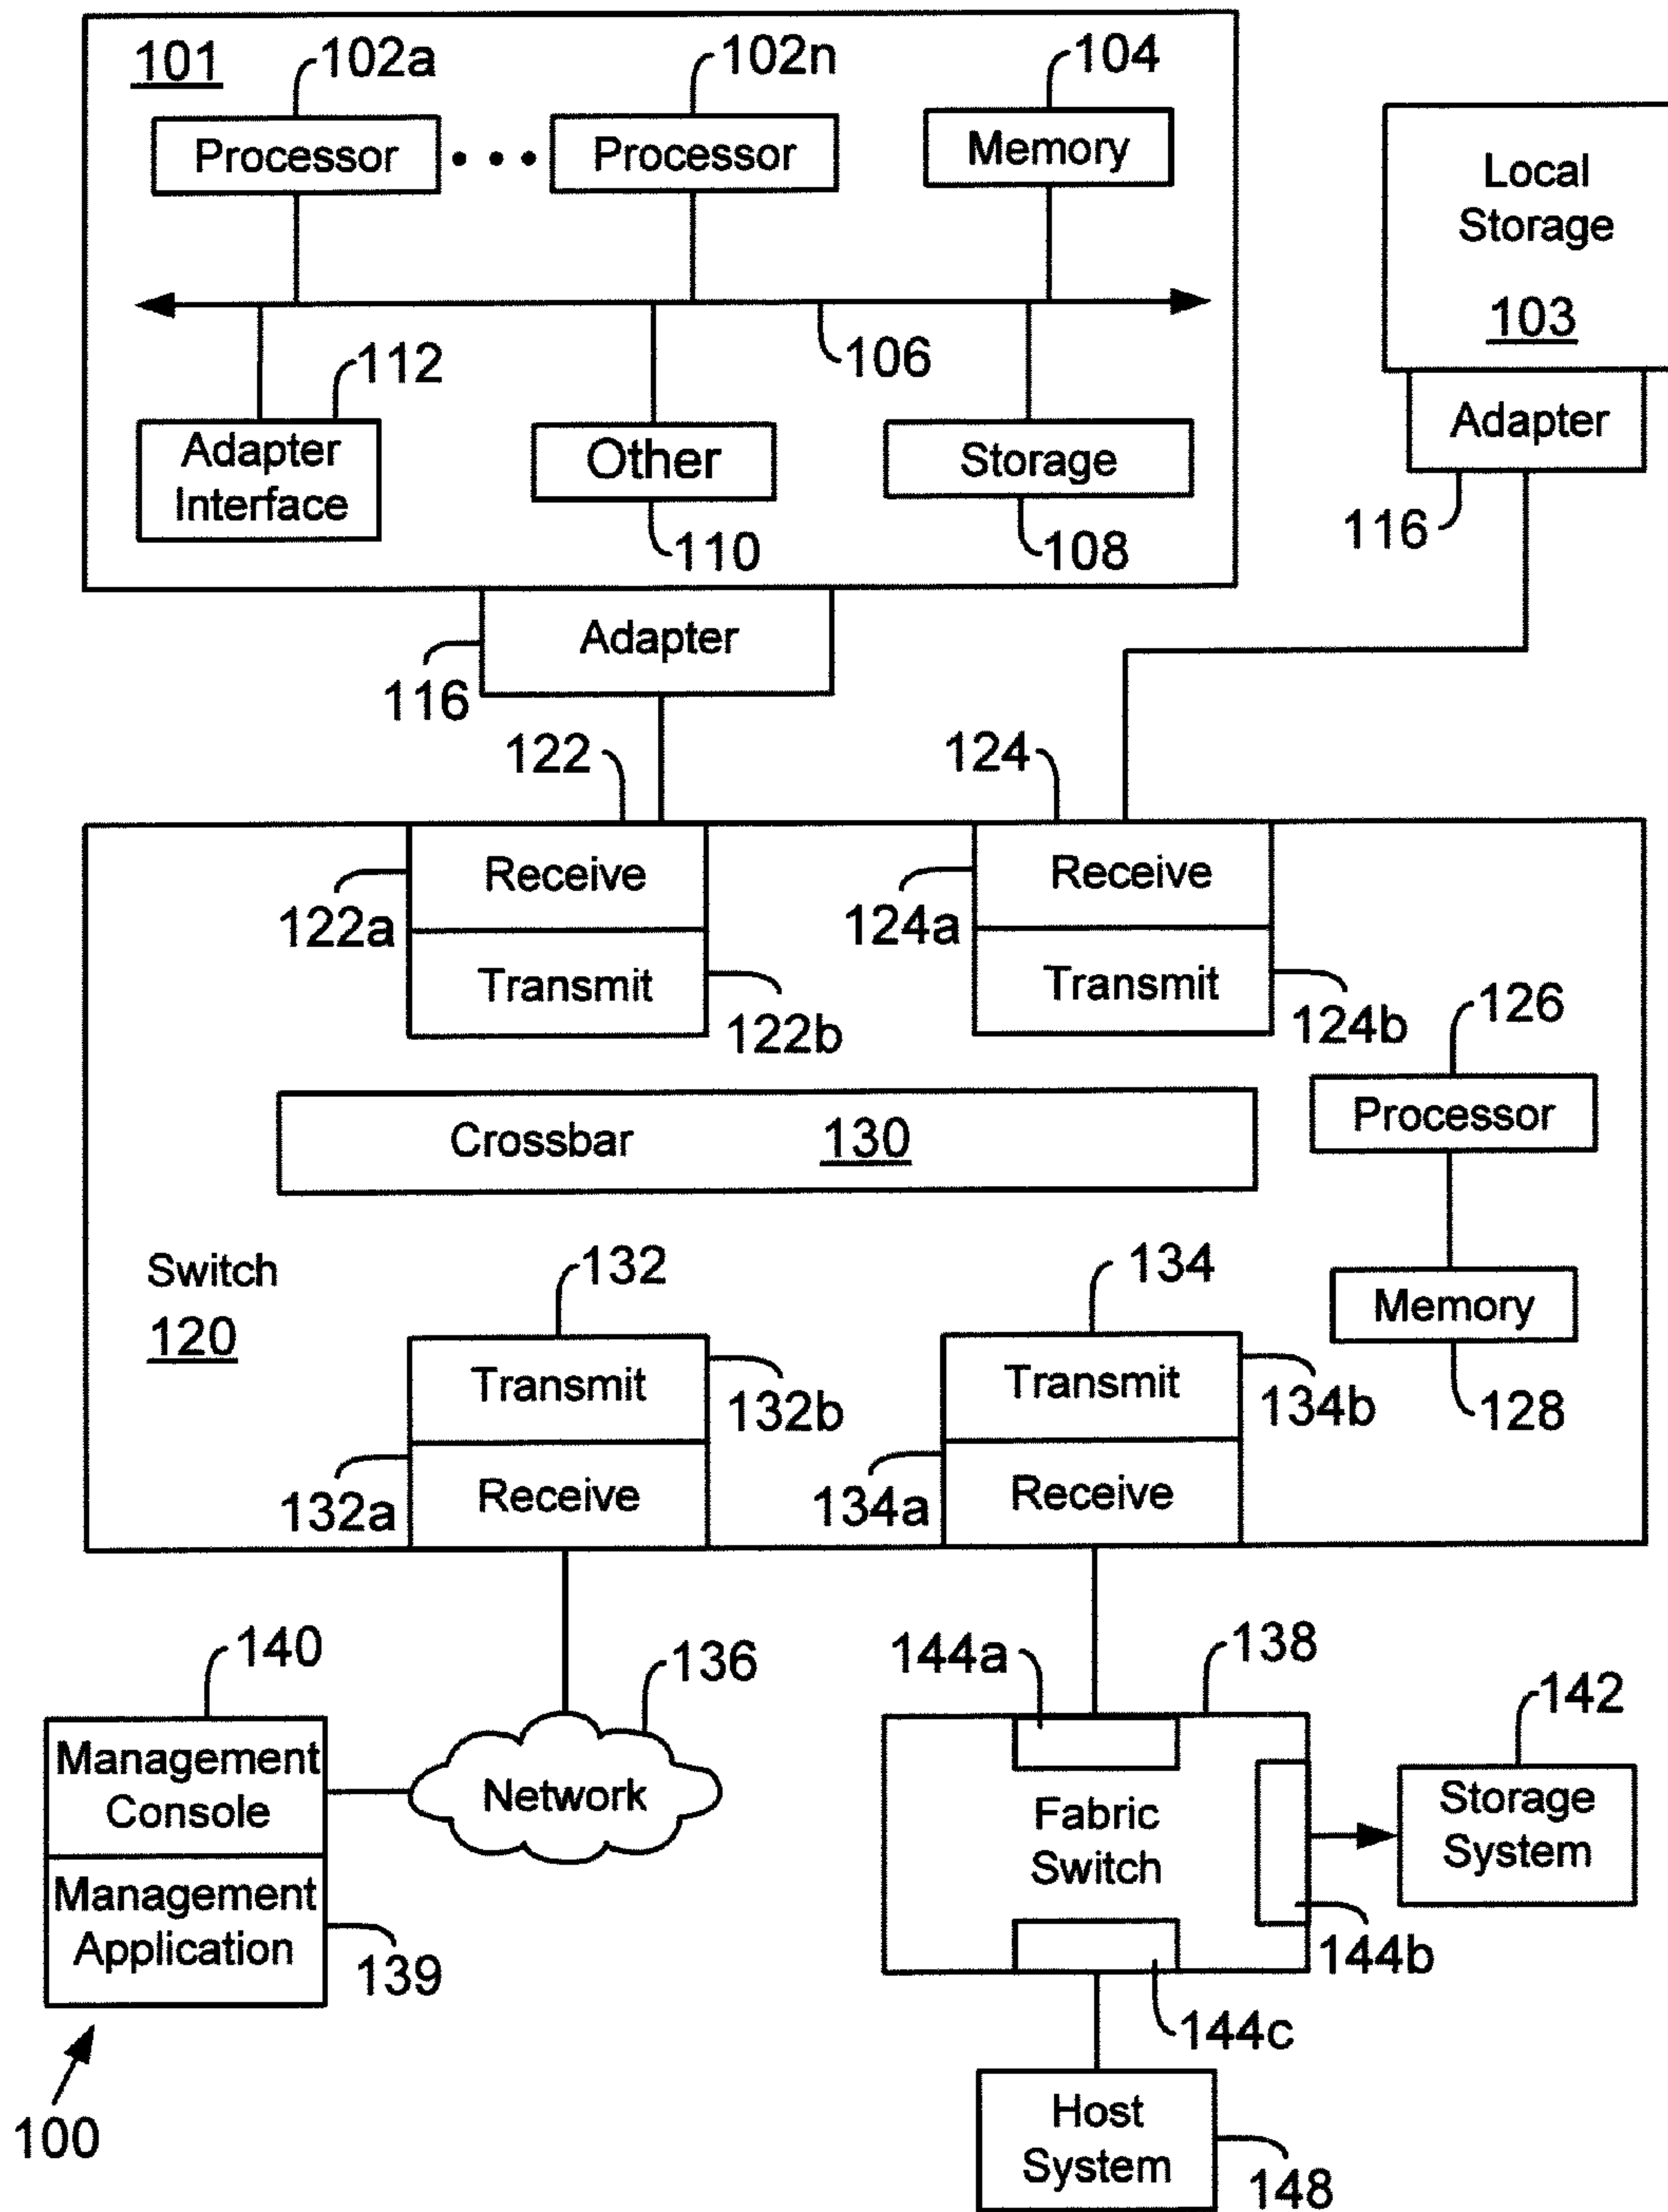 101
102a
102n
104
Processor
Processor
Memory
Local
Storage
103
106
112
Adapter
Interface
Other
Storage
Adapter
110
108
116
Adapter
116
122
124
Receive
Receive
122a
124a
Transmit
Transmit
122b
124b
126
Processor
Crossbar 130
Switch
120
132
134
Memory
Transmit
Transmit
132b
134b
128
Receive
Receive
132a
134a
140
136
144a
138
142
Management
Console
Network
Fabric
Switch
Storage
System
Management
Application
139
144b
144c
100
Host
System
148